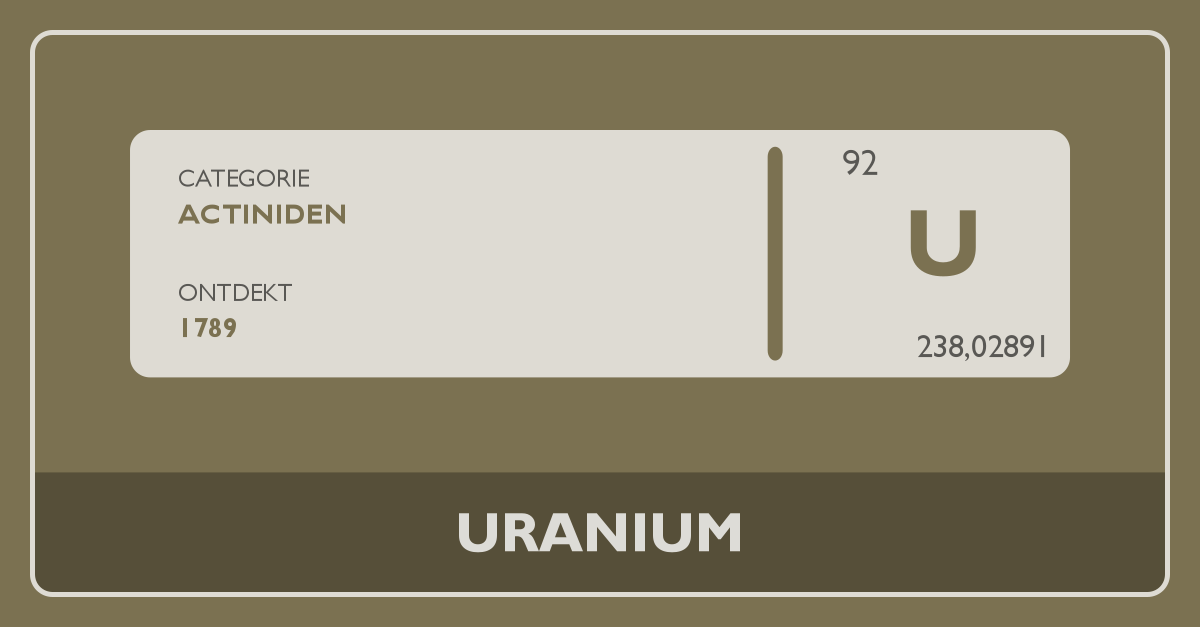 CATEGORIE
ACTINIDEN
ONTDEKT
1789
92
U
238,02891
URANIUM